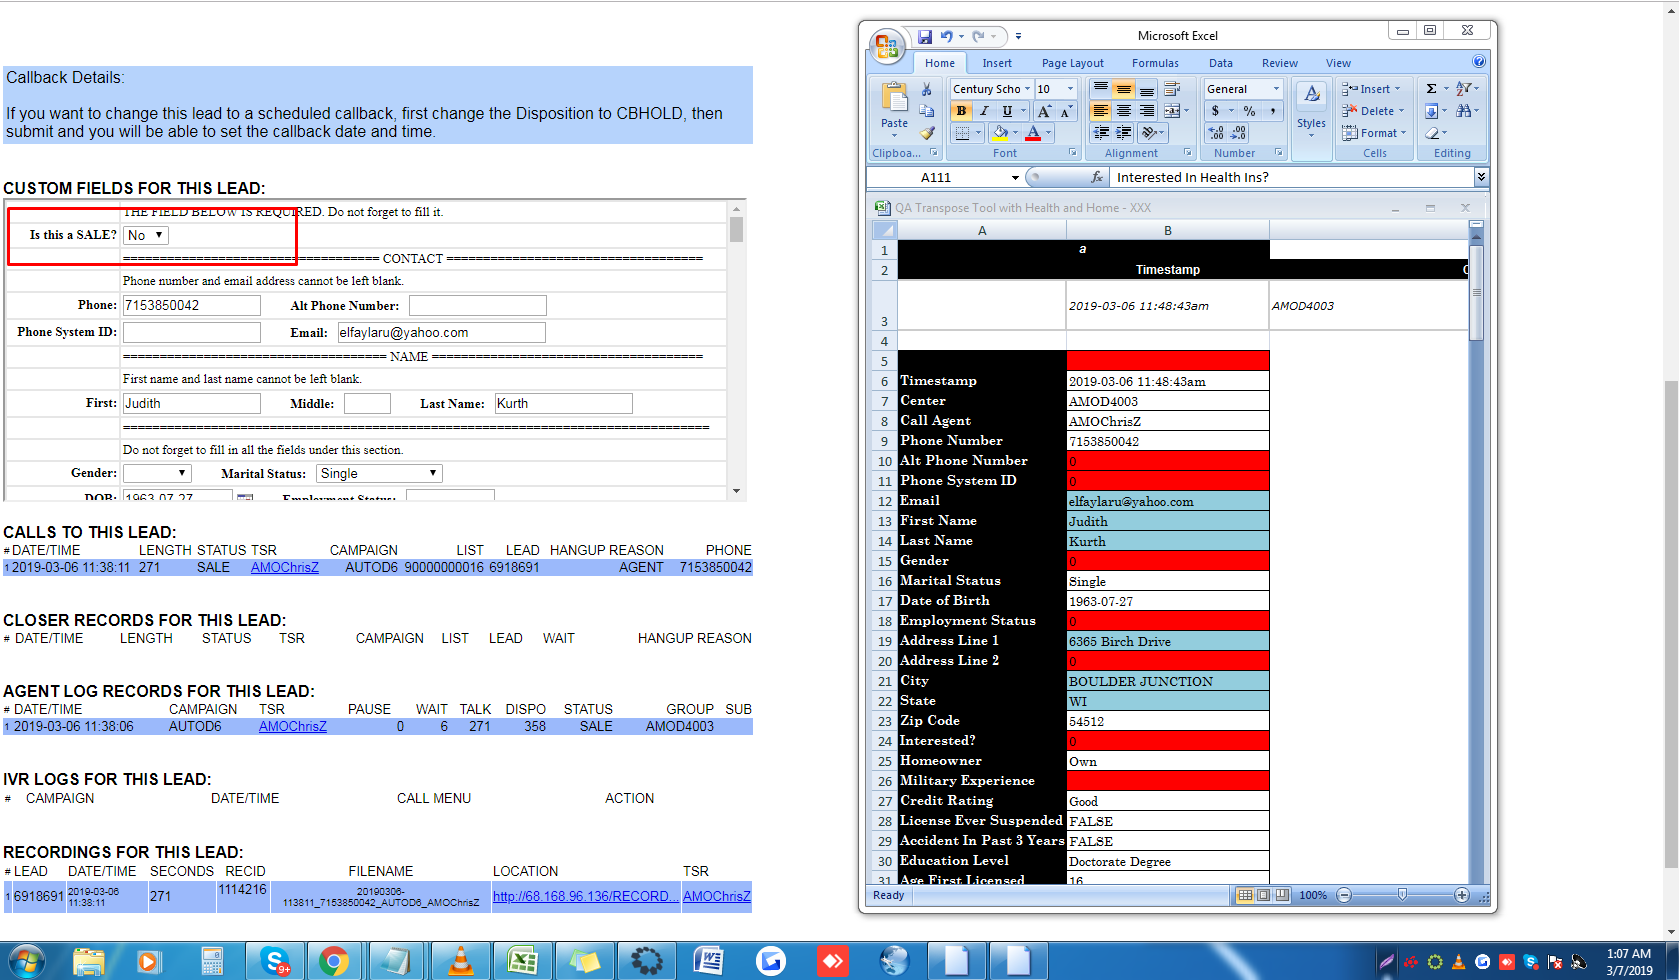 Callback Details:
If you want to change this lead to a scheduled callback, first change the Disposition to CBHOLD, then
submit and you will be able to set the callback date and time.
CUSTOM FIELDS FOR THIS LEAD:
THE FIELD BELOW IS REQUIRED. Do not forget to fill it.
Is this a SALE? No
=================================== CONTACT ===================================
Phone number and email address cannot be left blank.
Phone: 7153850042 Alt Phone Number:
Phone System ID: Email: elfaylaru@yahoo.com
==================================== NAME =====================================
First name and last name cannot be left blank.
First: Judith Middle: Last Name: Kurth
================================================================================
Do not forget to fill in all the fields under this section.
Gender: Marital Status: Single
DOB: 1963-07-27 Employment Status:
CALLS TO THIS LEAD:
# DATE/TIME LENGTH STATUS TSR CAMPAIGN LIST LEAD HANGUP REASON PHONE
1 2019-03-06 11:38:11 271 SALE AMOChrisZ AUTOD6 90000000016 6918691 AGENT 7153850042
CLOSER RECORDS FOR THIS LEAD:
# DATE/TIME LENGTH STATUS TSR CAMPAIGN LIST LEAD WAIT HANGUP REASON
AGENT LOG RECORDS FOR THIS LEAD:
# DATE/TIME CAMPAIGN TSR PAUSE WAIT TALK DISPO STATUS GROUP SUB
1 2019-03-06 11:38:06 AUTOD6 AMOChrisZ 0 6 271 358 SALE AMOD4003
IVR LOGS FOR THIS LEAD:
# CAMPAIGN DATE/TIME CALL MENU ACTION
RECORDINGS FOR THIS LEAD:
# LEAD DATE/TIME SECONDS RECID FILENAME LOCATION TSR
1 6918691 2019-03-06 11:38:11 271 1114216 20190306-113811_7153850042_AUTOD6_AMOChrisZ http://68.168.96.136/RECORD... AMOChrisZ
Microsoft Excel
Home Insert Page Layout Formulas Data Review View
Century Scho 10 General Insert
Paste B I U A A $ % , Styles Delete
Format
Clipboa... Font Alignment Number Cells Editing
A111 fx Interested In Health Ins?
QA Transpose Tool with Health and Home - XXX
A B
1 a
2 Timestamp C
3 2019-03-06 11:48:43am AMOD4003
4
5
6 Timestamp 2019-03-06 11:48:43am
7 Center AMOD4003
8 Call Agent AMOChrisZ
9 Phone Number 7153850042
10 Alt Phone Number 0
11 Phone System ID 0
12 Email elfaylaru@yahoo.com
13 First Name Judith
14 Last Name Kurth
15 Gender 0
16 Marital Status Single
17 Date of Birth 1963-07-27
18 Employment Status 0
19 Address Line 1 6365 Birch Drive
20 Address Line 2 0
21 City BOULDER JUNCTION
22 State WI
23 Zip Code 54512
24 Interested? 0
25 Homeowner Own
26 Military Experience
27 Credit Rating Good
28 License Ever Suspended FALSE
29 Accident In Past 3 Years FALSE
30 Education Level Doctorate Degree
31 Age First Licensed 16
Ready 100%
1:07 AM
3/7/2019